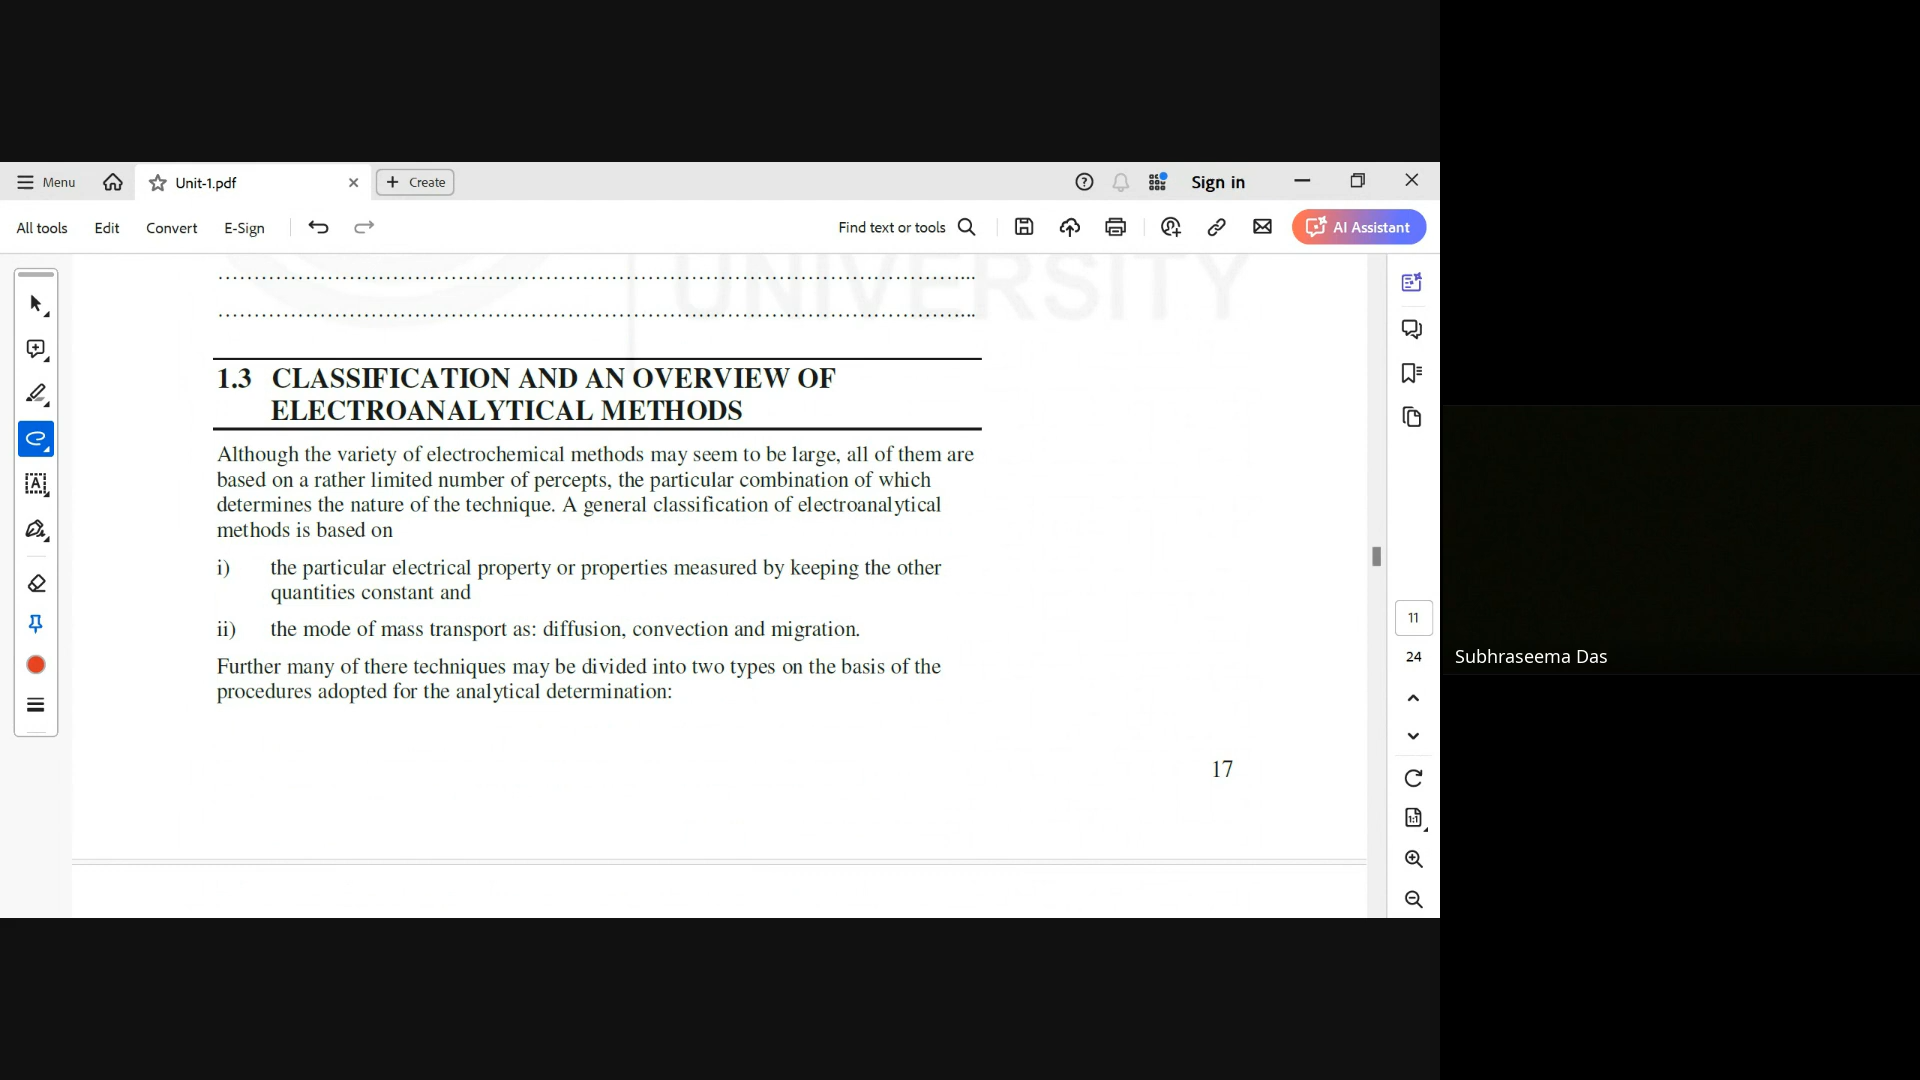 Menu
Unit-1.pdf
Create
Sign in
All tools
Edit
Convert
E-Sign
Find text or tools
AI Assistant
UNIVERSITY
1.3 CLASSIFICATION AND AN OVERVIEW OF
ELECTROANALYTICAL METHODS
Although the variety of electrochemical methods may seem to be large, all of them are
based on a rather limited number of percepts, the particular combination of which
determines the nature of the technique. A general classification of electroanalytical
methods is based on
i) the particular electrical property or properties measured by keeping the other
quantities constant and
ii) the mode of mass transport as: diffusion, convection and migration.
Further many of there techniques may be divided into two types on the basis of the
procedures adopted for the analytical determination:
17
11
24
Subhraseema Das